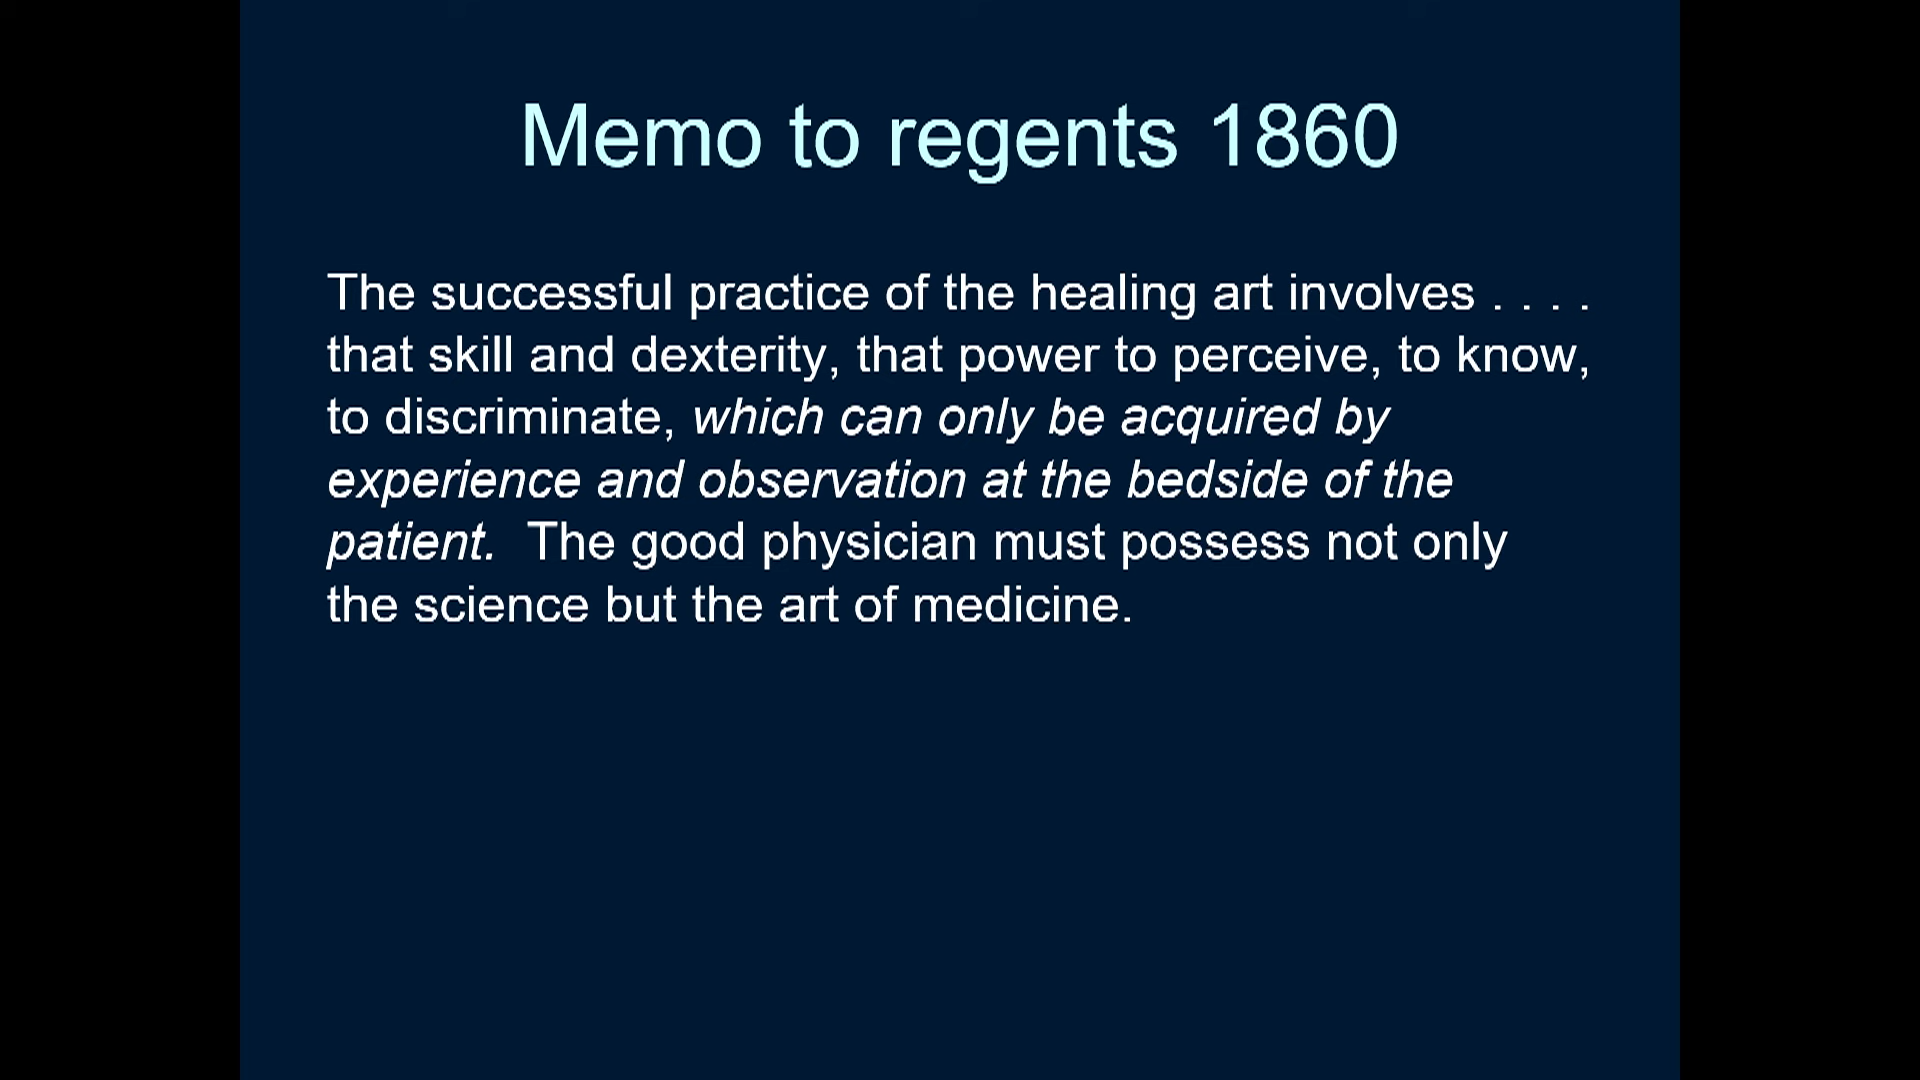 Memo to regents 1860
The successful practice of the healing art involves . . . .
that skill and dexterity, that power to perceive, to know,
to discriminate, which can only be acquired by
experience and observation at the bedside of the
patient.  The good physician must possess not only
the science but the art of medicine.